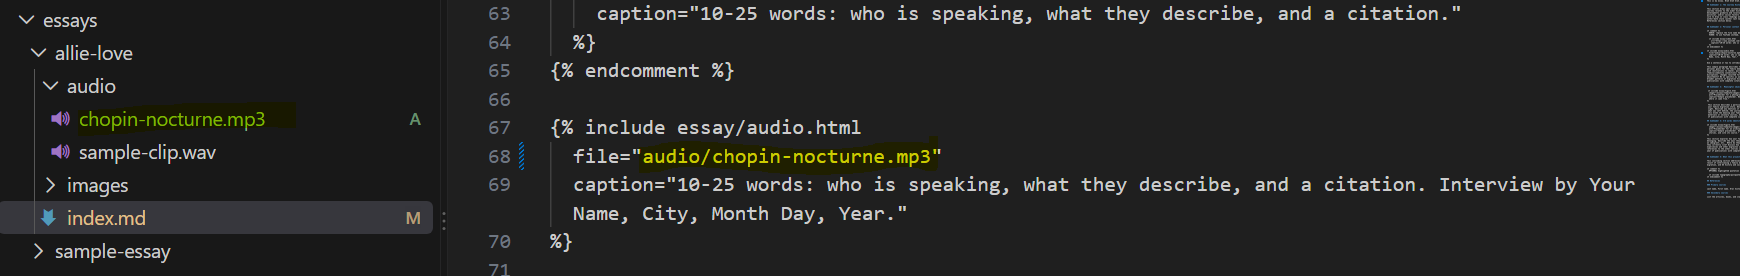 essays
allie-love
audio
chopin-nocturne.mp3 A
sample-clip.wav
images
index.md M
sample-essay
63 caption="10-25 words: who is speaking, what they describe, and a citation."
64 %}
65 {% endcomment %}
66
67 {% include essay/audio.html
68 file="audio/chopin-nocturne.mp3"
69 caption="10-25 words: who is speaking, what they describe, and a citation. Interview by Your
Name, City, Month Day, Year."
70 %}
71